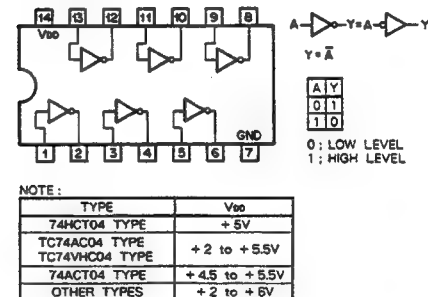 14 13 12 11 10 9 8
VDD
GND
1 2 3 4 5 6 7
A Y=A Y
Y=A̅
A Y
0 1
1 0
0 ; LOW LEVEL
1 ; HIGH LEVEL
NOTE :
TYPE VDD
74HCT04 TYPE +5V
TC74AC04 TYPE
TC74VHC04 TYPE
+2 to +5.5V
74ACT04 TYPE +4.5 to +5.5V
OTHER TYPES +2 to +6V